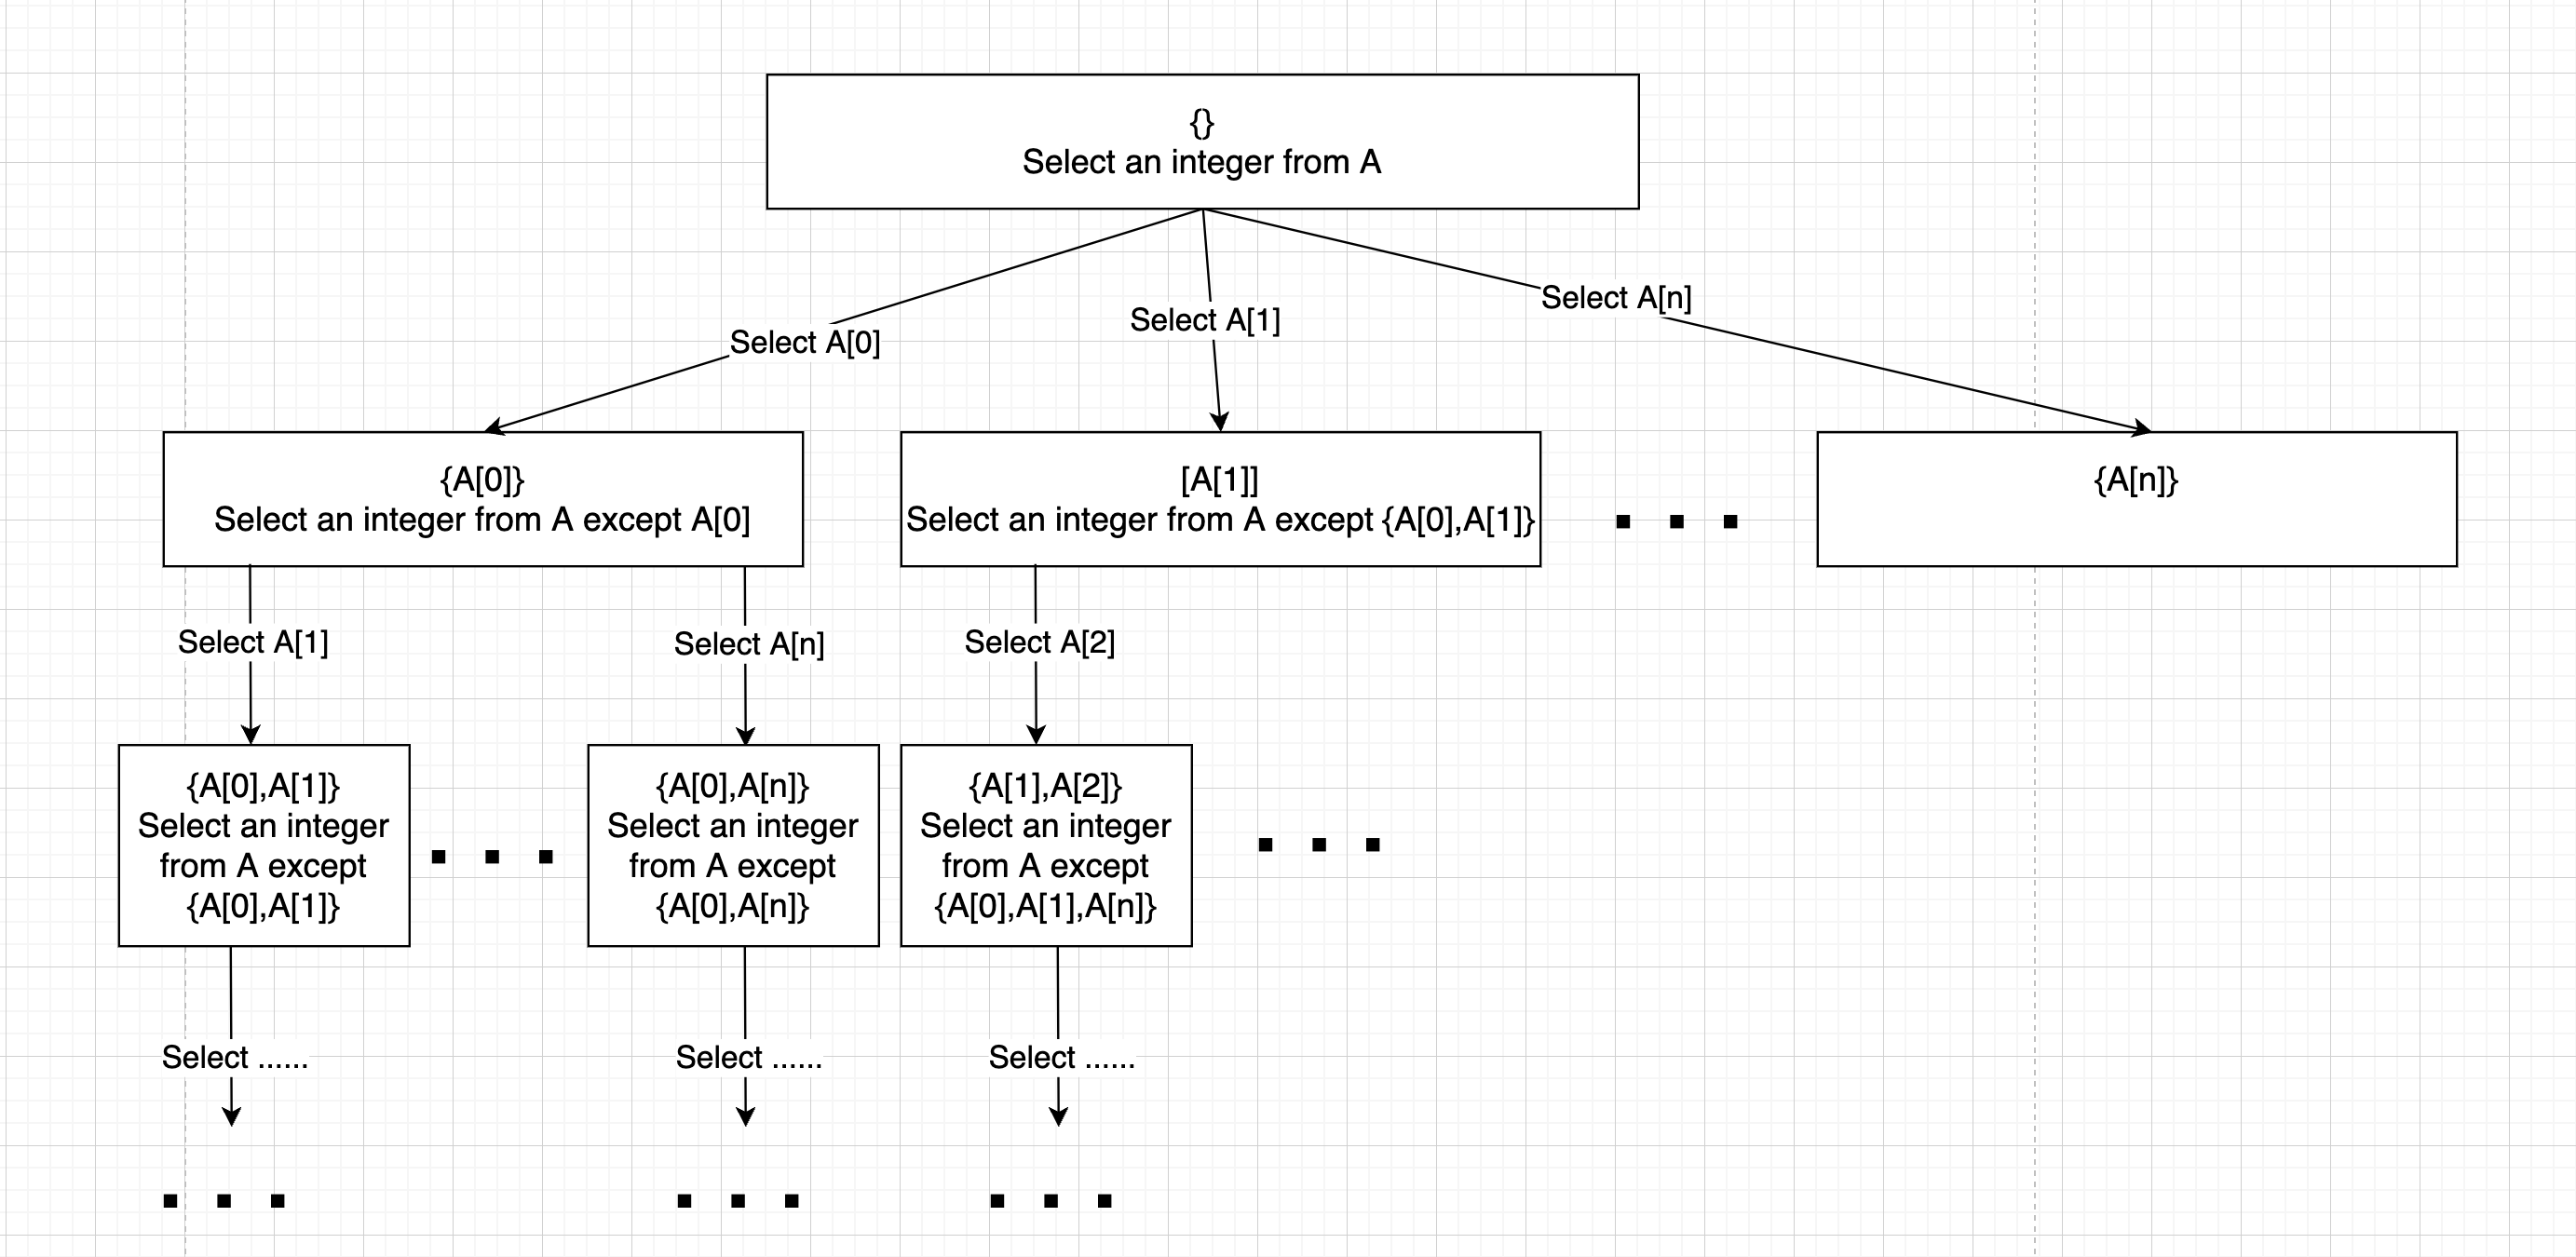 {}
Select an integer from A
Select A[0]
Select A[1]
Select A[n]
{A[0]}
Select an integer from A except A[0]
[A[1]]
Select an integer from A except {A[0],A[1]}
{A[n]}
Select A[1]
Select A[n]
Select A[2]
{A[0],A[1]}
Select an integer
from A except
{A[0],A[1]}
{A[0],A[n]}
Select an integer
from A except
{A[0],A[n]}
{A[1],A[2]}
Select an integer
from A except
{A[0],A[1],A[n]}
Select ......
Select ......
Select ......